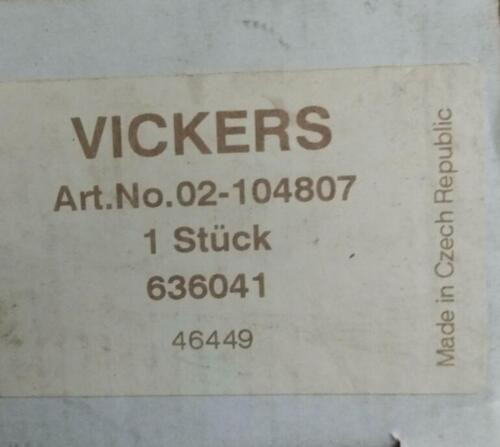 VICKERS
Art.No.02-104807
1 Stück
636041
46449
Made in Czech Republic